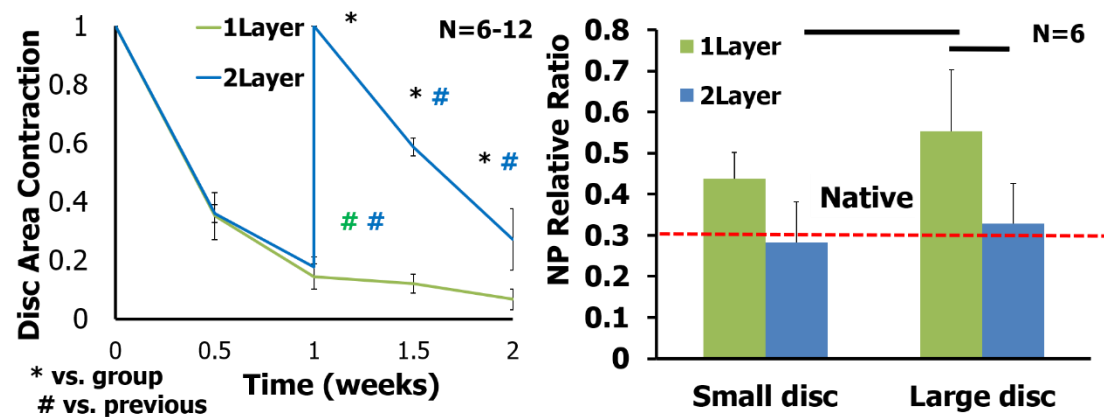 Disc Area Contraction
1
0.8
0.6
0.4
0.2
0
0
0.5
1
1.5
2
Time (weeks)
1Layer
2Layer
N=6-12
*
* #
* #
# #
* vs. group
# vs. previous
NP Relative Ratio
0.8
0.7
0.6
0.5
0.4
0.3
0.2
0.1
0
1Layer
2Layer
N=6
Native
Small disc
Large disc